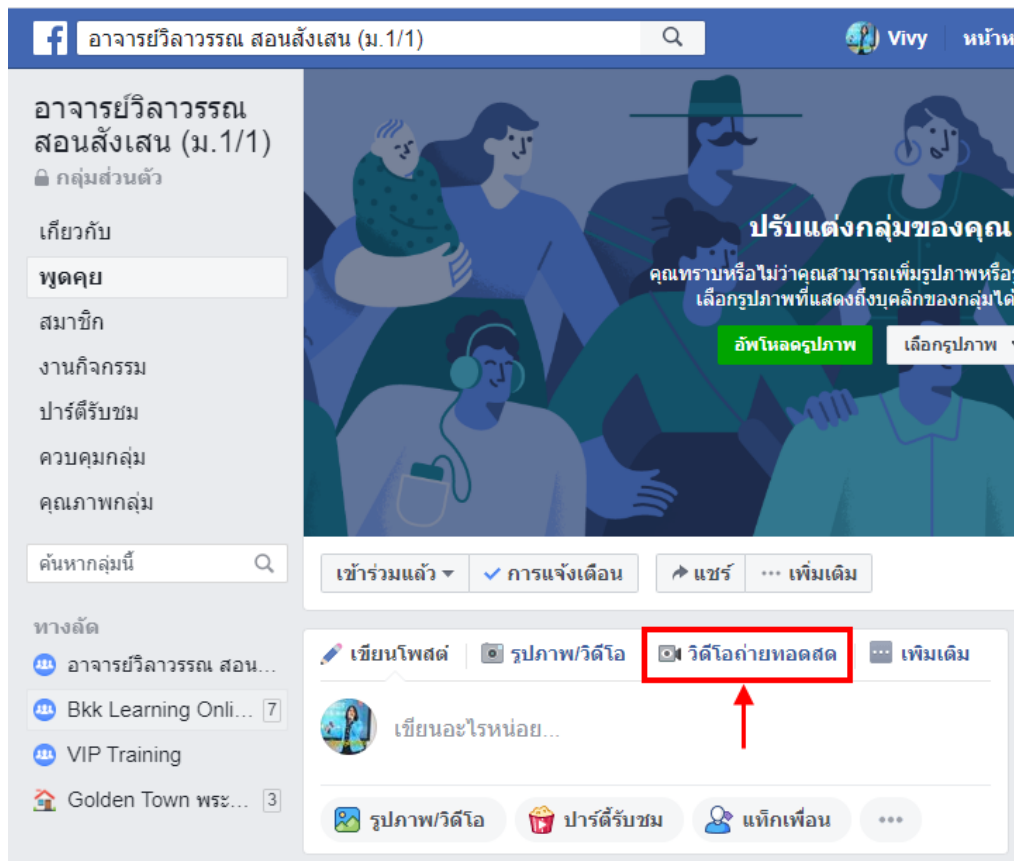 อาจารย์วิลาวรรณ สอนสังเสน (ม.1/1)
Vivy
อาจารย์วิลาวรรณ
สอนสังเสน (ม.1/1)
กลุ่มส่วนตัว
เกี่ยวกับ
พูดคุย
สมาชิก
งานกิจกรรม
ปาร์ตี้รับชม
ควบคุมกลุ่ม
คุณภาพกลุ่ม
ค้นหากลุ่มนี้
ทางลัด
อาจารย์วิลาวรรณ สอน...
Bkk Learning Onli... 7
VIP Training
Golden Town พระ... 3
ปรับแต่งกลุ่มของคุณ
คุณทราบหรือไม่ว่าคุณสามารถเพิ่มรูปภาพหรือ
เลือกรูปภาพที่แสดงถึงบุคลิกของกลุ่มได้
อัพโหลดรูปภาพ เลือกรูปภาพ
เข้าร่วมแล้ว การแจ้งเตือน แชร์ ... เพิ่มเติม
เขียนโพสต์ รูปภาพ/วิดีโอ วิดีโอถ่ายทอดสด เพิ่มเติม
เขียนอะไรหน่อย...
รูปภาพ/วิดีโอ ปาร์ตี้รับชม แท็กเพื่อน ...